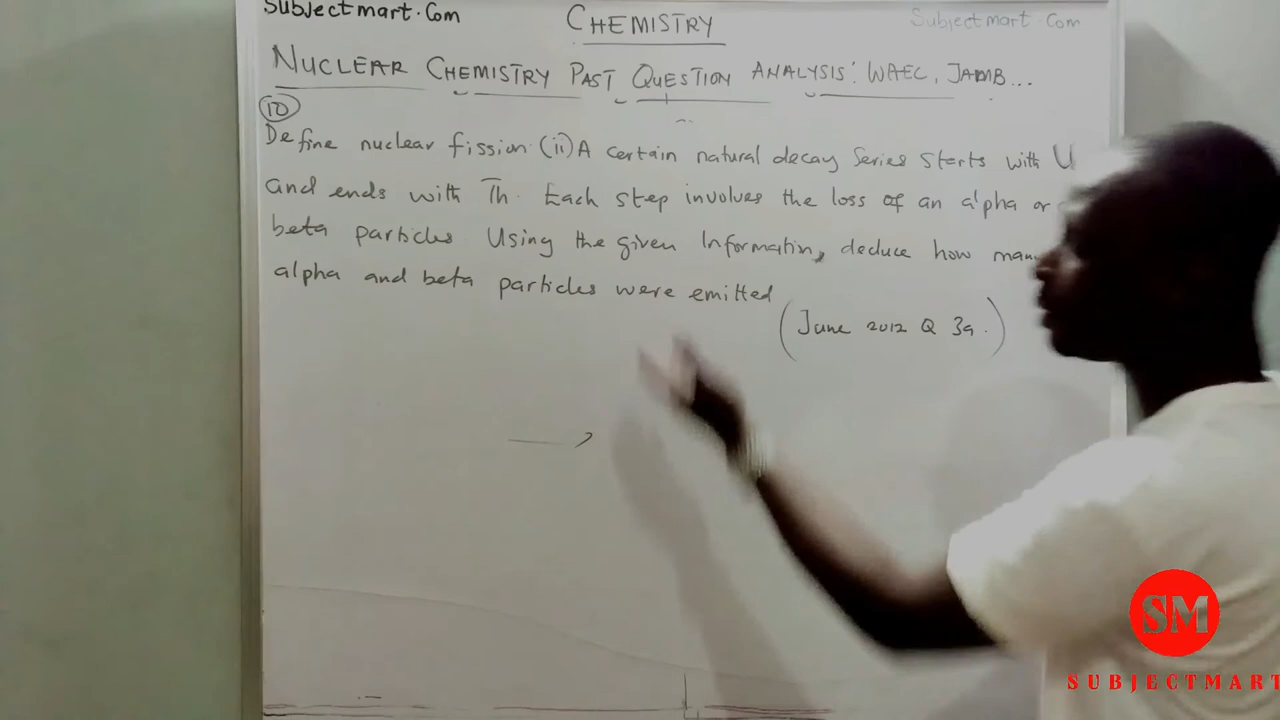 Subjectmart.Com
CHEMISTRY
Subjectmart.Com
NUCLEAR CHEMISTRY PAST QUESTION ANALYSIS: WAEC, JAMB...
10
Define nuclear fission (ii) A certain natural decay series starts with U
and ends with Th. Each step involves the loss of an alpha or
beta particles. Using the given Information, deduce how
alpha and beta particles were emitted
(June 2012 Q 3a.)
SM
SUBJECTMART